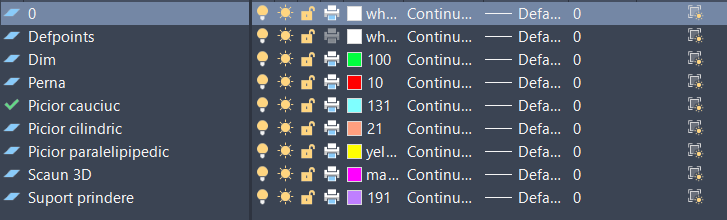 0 wh... Continu... Defa... 0
Defpoints wh... Continu... Defa... 0
Dim 100 Continu... Defa... 0
Perna 10 Continu... Defa... 0
Picior cauciuc 131 Continu... Defa... 0
Picior cilindric 21 Continu... Defa... 0
Picior paralelipipedic yel... Continu... Defa... 0
Scaun 3D ma... Continu... Defa... 0
Suport prindere 191 Continu... Defa... 0